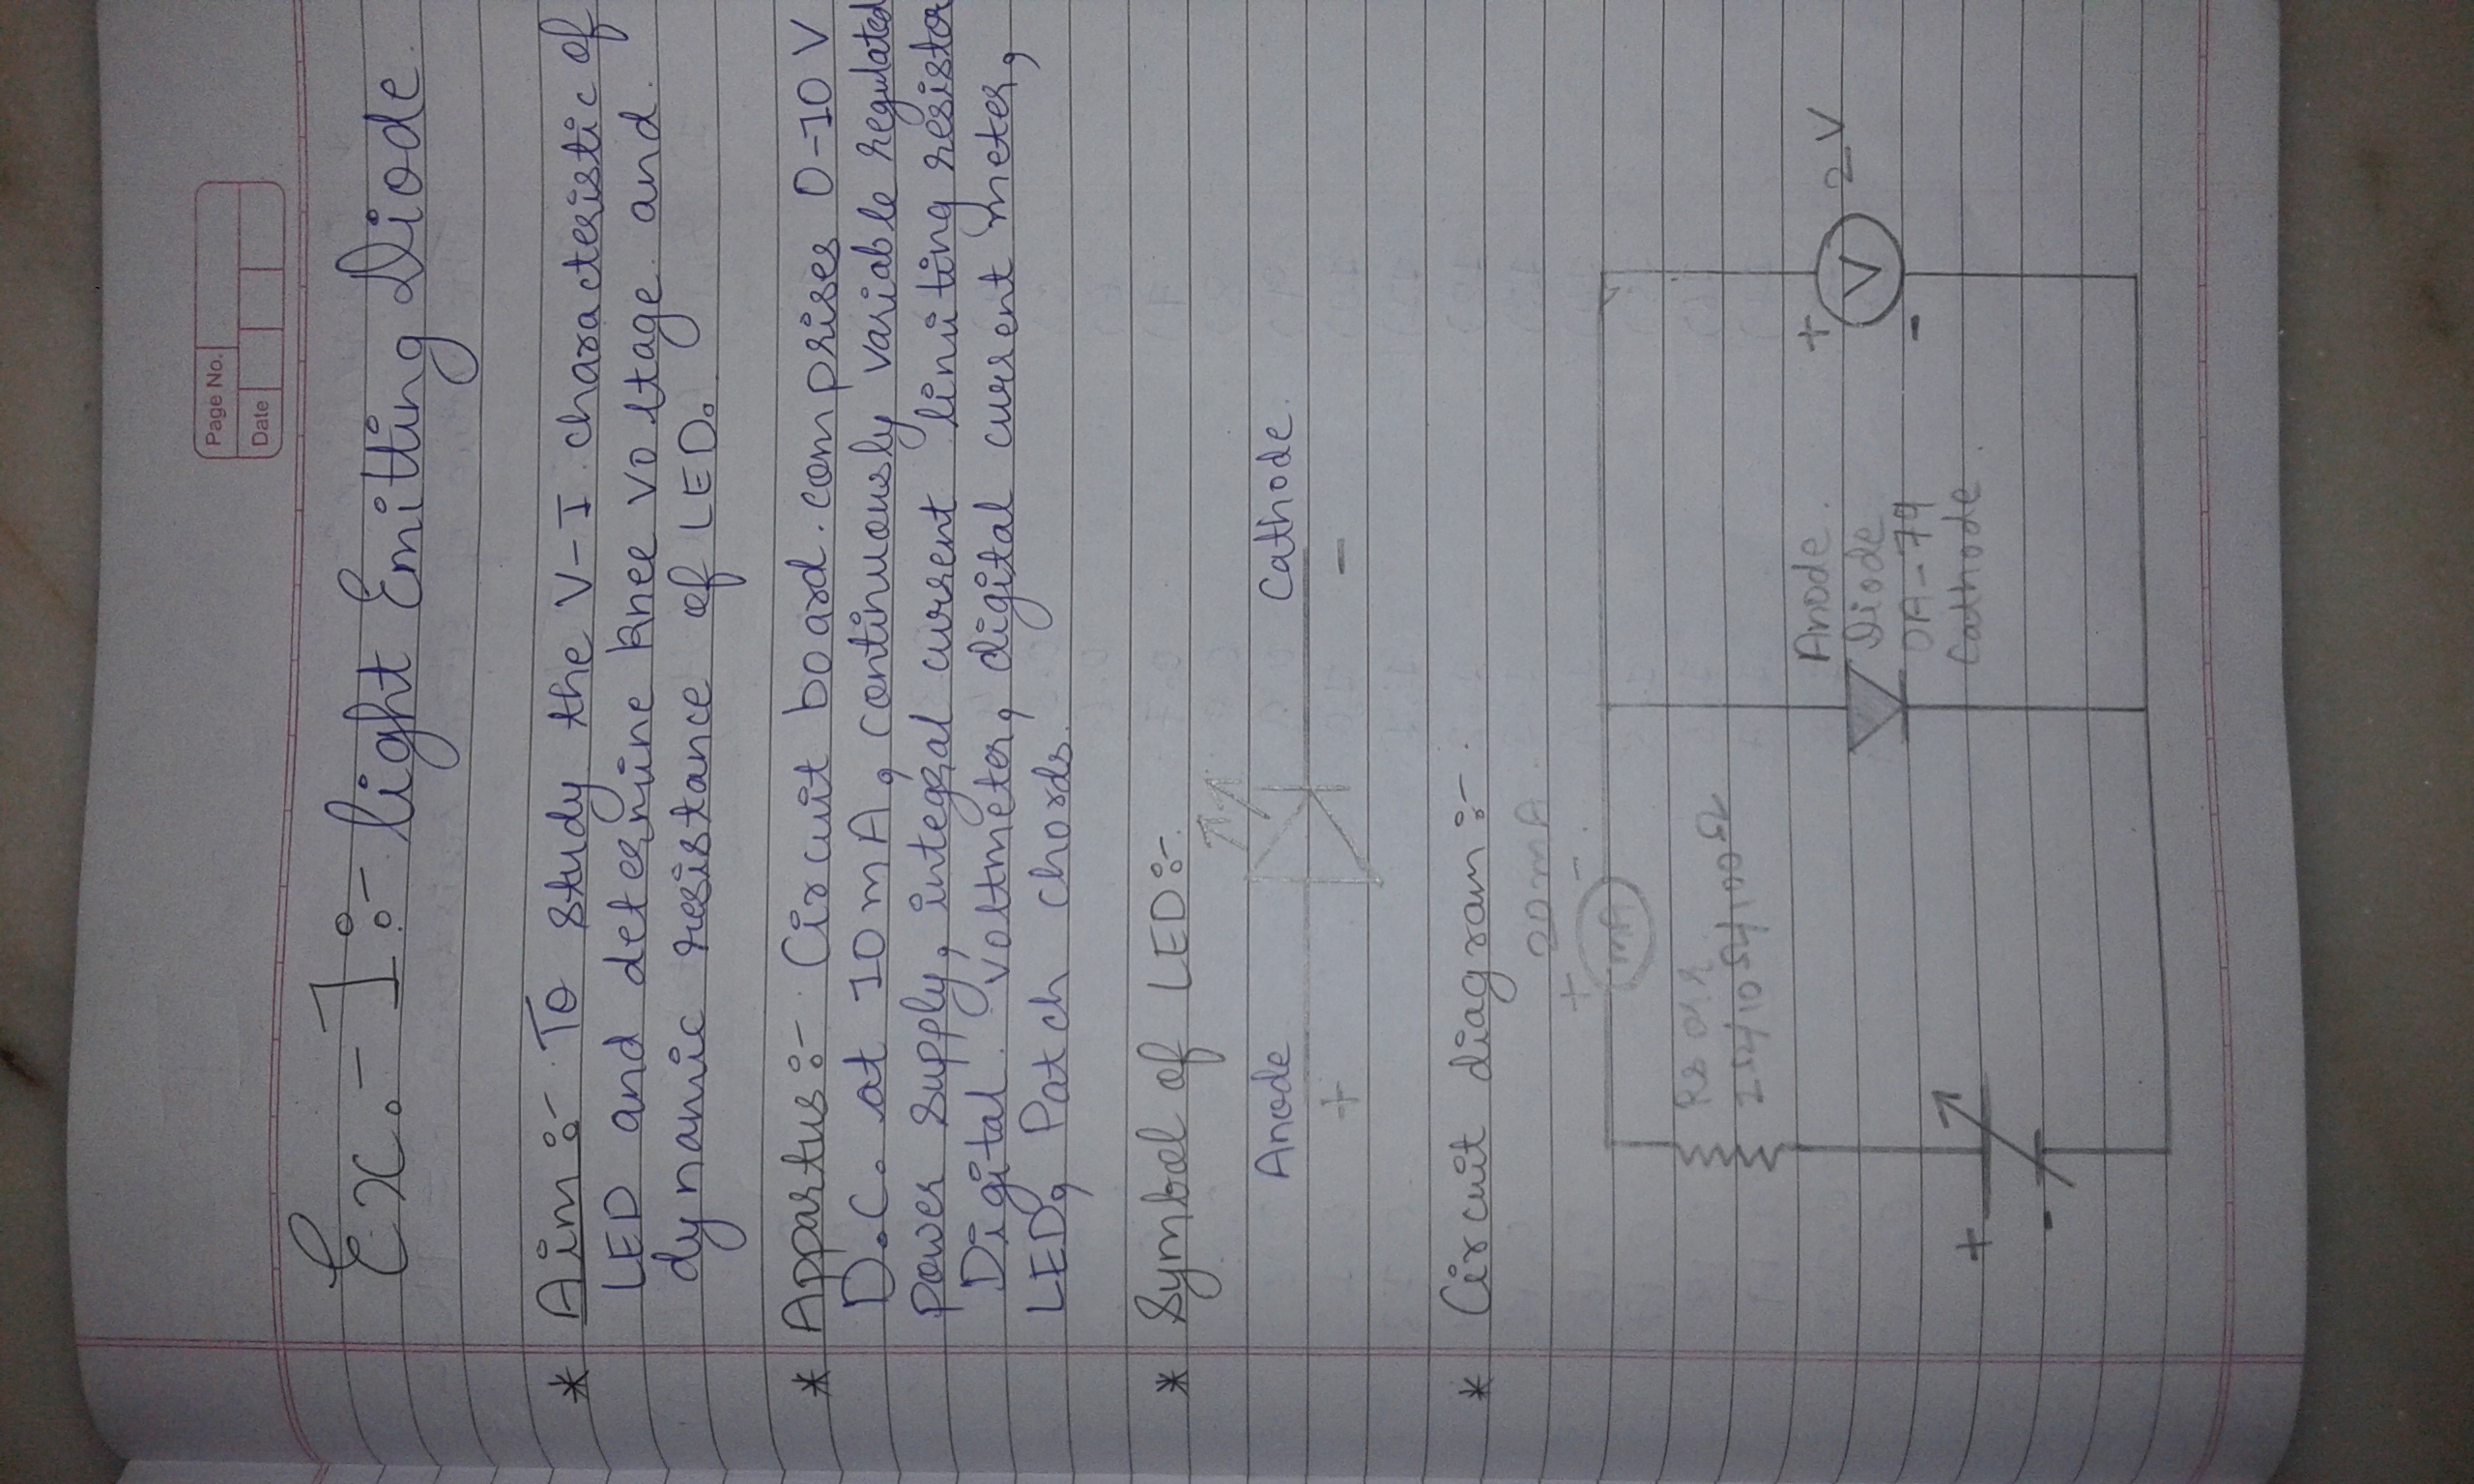 Page No.
Date
Ex. - 1 :- light Emitting Diode
* Aim :- To study the V-I characteristic of
LED and determine knee voltage and
dynamic resistance of LED.
* Appartus :- Circuit board comprises 0-10 V
D.C. at 10 mA, continuously variable regulated
power supply, integral current limiting resistor
Digital voltmeter, digital current meter,
LED, Patch chords.
* Symbol of LED :-
Anode Cathode
+ -
* Circuit diagram :-
20 mA
+ -
mA
1Ω/10Ω/100Ω
Anode
Diode
OA-79
Cathode
+
V
2V
-
+
-